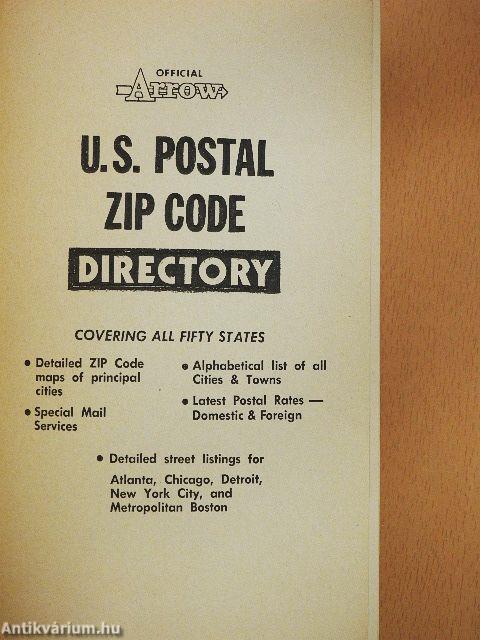 OFFICIAL
Arrow
U.S. POSTAL
ZIP CODE
DIRECTORY
COVERING ALL FIFTY STATES
• Detailed ZIP Code
maps of principal
cities
• Special Mail
Services
• Alphabetical list of all
Cities & Towns
• Latest Postal Rates —
Domestic & Foreign
• Detailed street listings for
Atlanta, Chicago, Detroit,
New York City, and
Metropolitan Boston
Antikvárium.hu